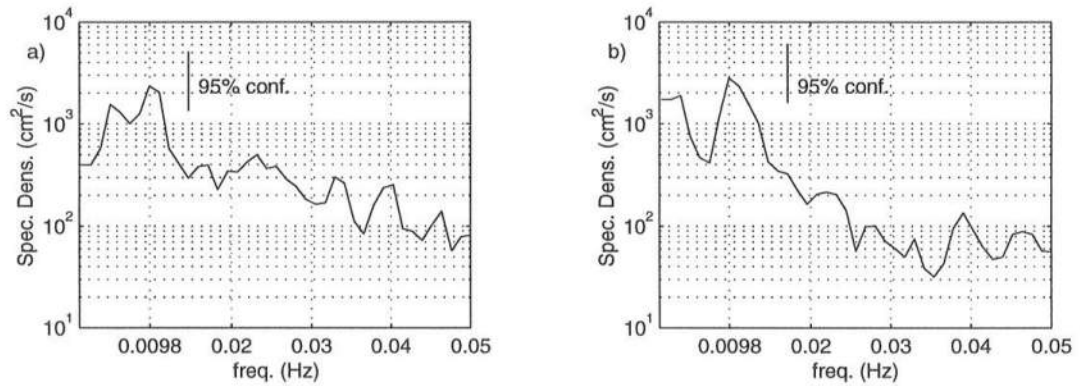 a)
10^4
10^3
10^2
10^1
Spec. Dens. (cm^2/s)
95% conf.
0.0098 0.02 0.03 0.04 0.05
freq. (Hz)
b)
10^4
10^3
10^2
10^1
Spec. Dens. (cm^2/s)
95% conf.
0.0098 0.02 0.03 0.04 0.05
freq. (Hz)